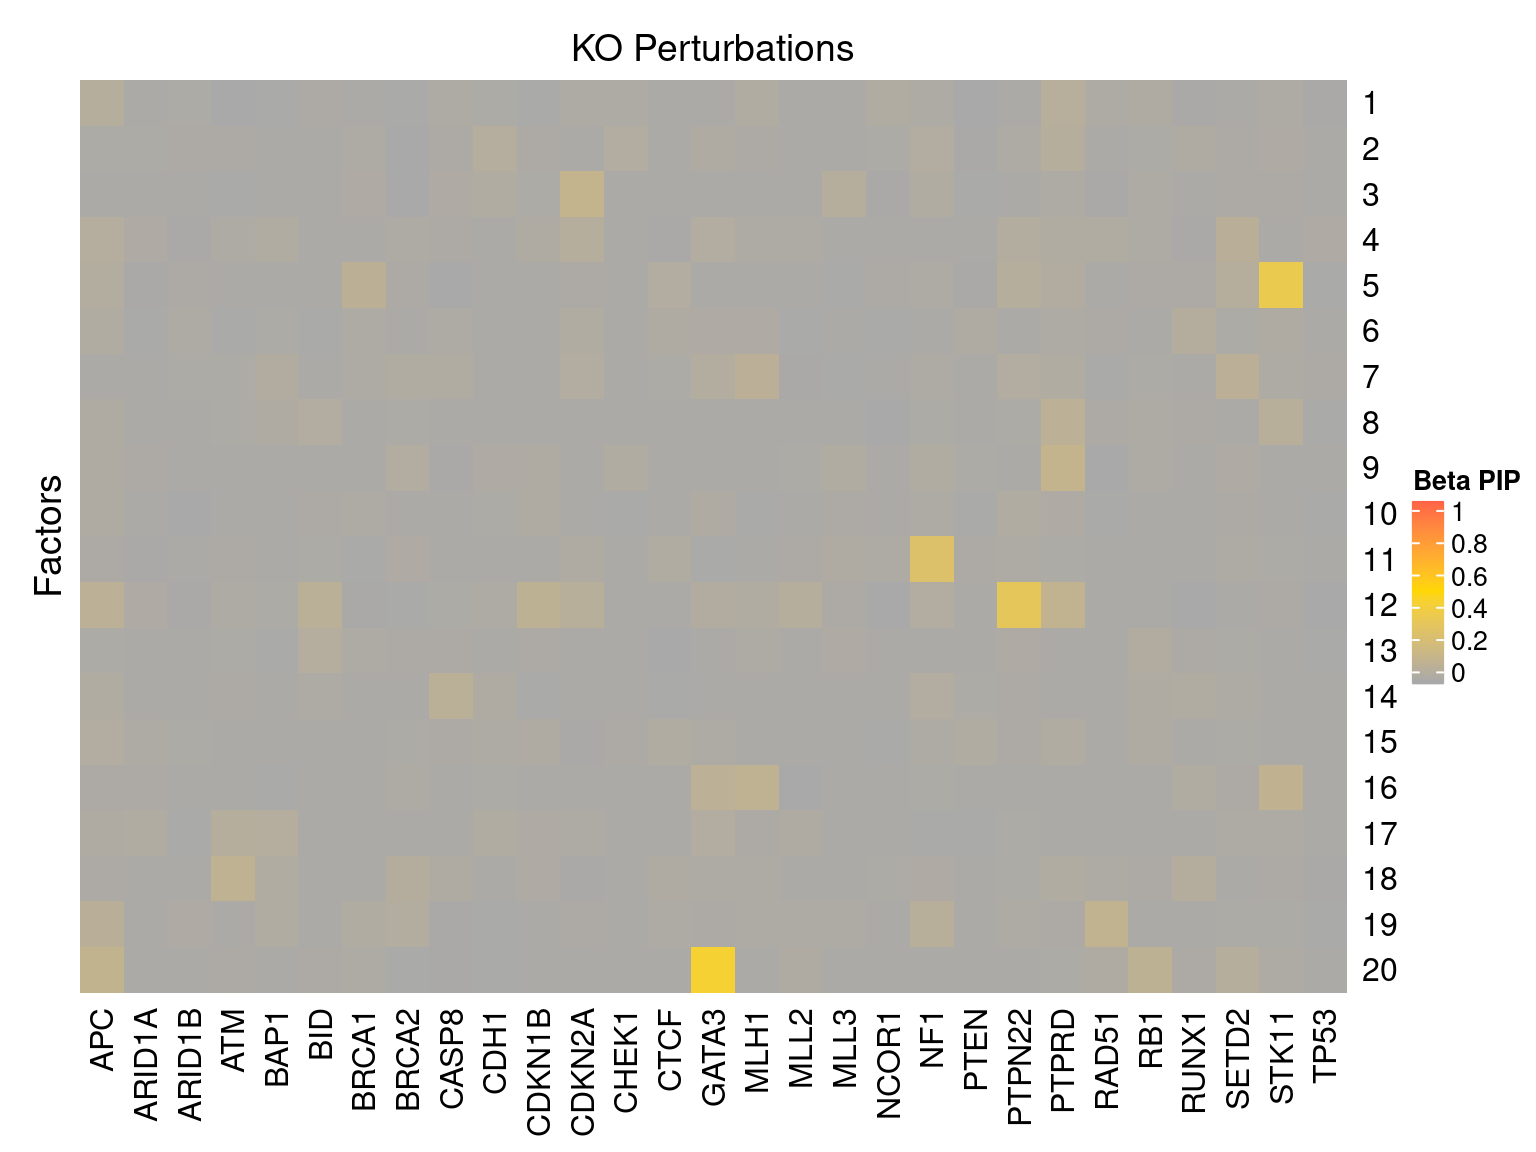 KO Perturbations
Factors
1
2
3
4
5
6
7
8
9
10
11
12
13
14
15
16
17
18
19
20
APC
ARID1A
ARID1B
ATM
BAP1
BID
BRCA1
BRCA2
CASP8
CDH1
CDKN1B
CDKN2A
CHEK1
CTCF
GATA3
MLH1
MLL2
MLL3
NCOR1
NF1
PTEN
PTPN22
PTPRD
RAD51
RB1
RUNX1
SETD2
STK11
TP53
Beta PIP
1
0.8
0.6
0.4
0.2
0